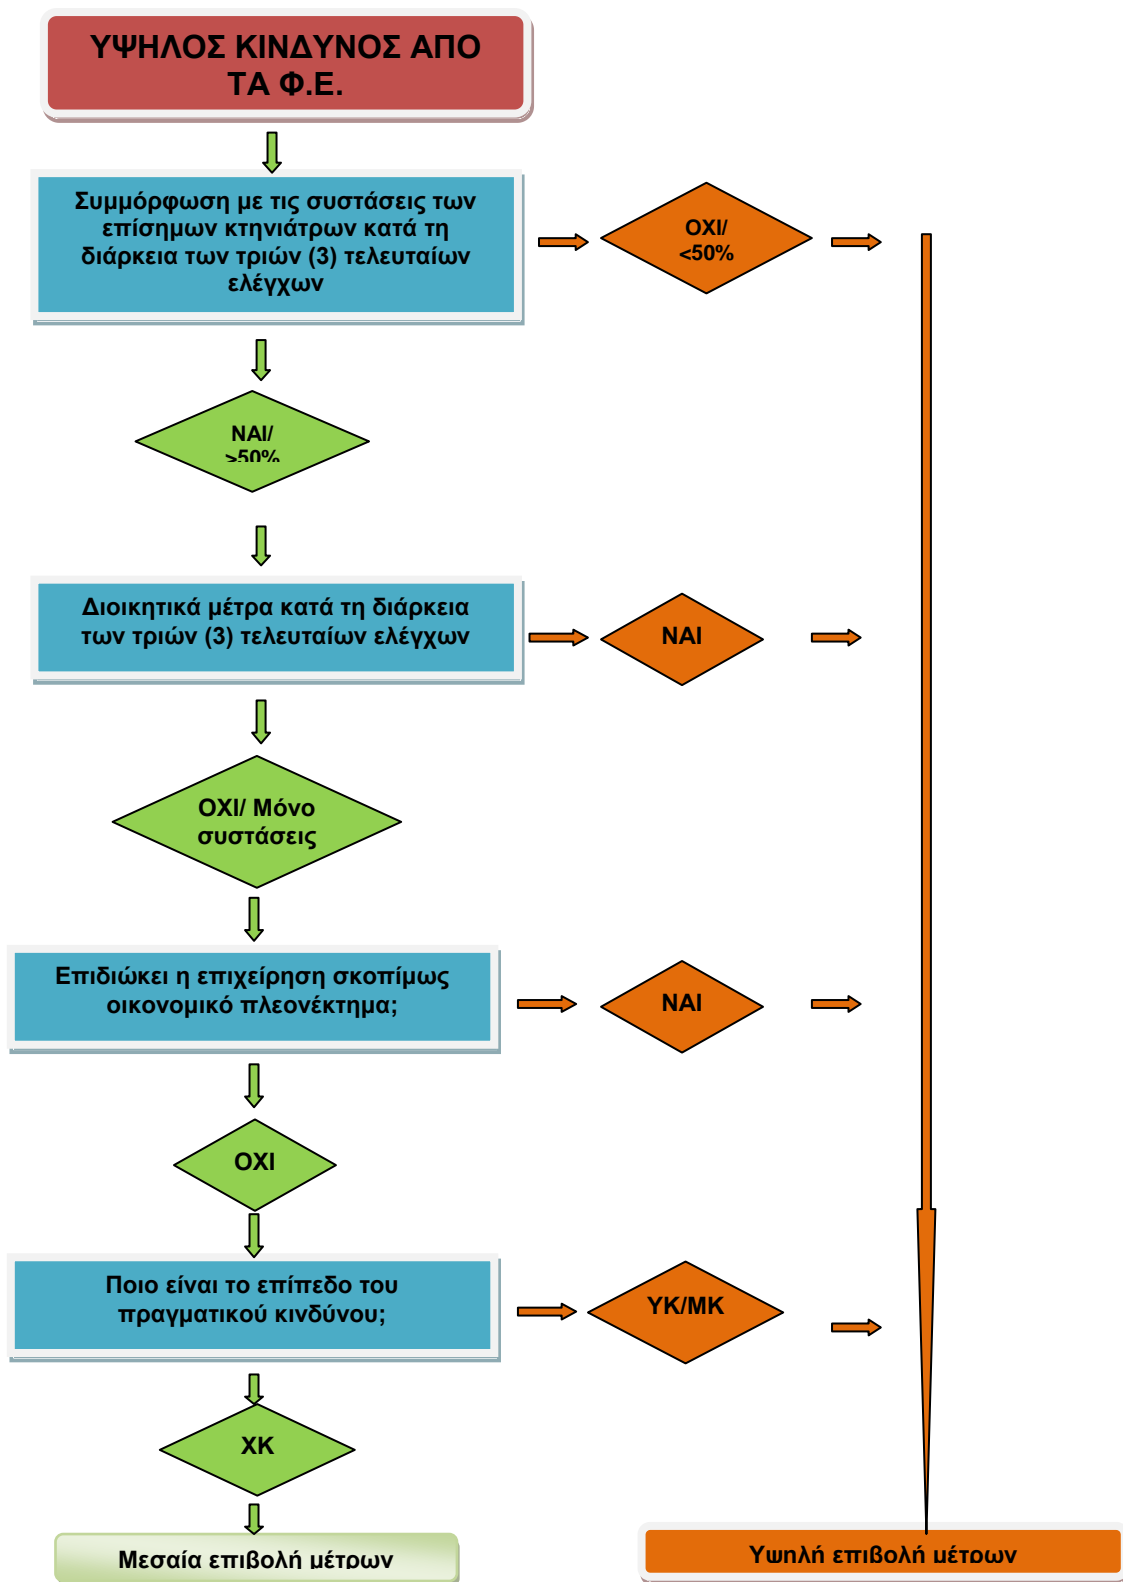 ΥΨΗΛΟΣ ΚΙΝΔΥΝΟΣ ΑΠΟ
ΤΑ Φ.Ε.
Συμμόρφωση με τις συστάσεις των
επίσημων κτηνιάτρων κατά τη
διάρκεια των τριών (3) τελευταίων
ελέγχων
ΟΧΙ/
<50%
ΝΑΙ/
>50%
Διοικητικά μέτρα κατά τη διάρκεια
των τριών (3) τελευταίων ελέγχων
ΝΑΙ
ΟΧΙ/ Μόνο
συστάσεις
Επιδιώκει η επιχείρηση σκοπίμως
οικονομικό πλεονέκτημα;
ΝΑΙ
ΟΧΙ
Ποιο είναι το επίπεδο του
πραγματικού κινδύνου;
ΥΚ/ΜΚ
ΧΚ
Μεσαία επιβολή μέτρων
Υψηλή επιβολή μέτρων